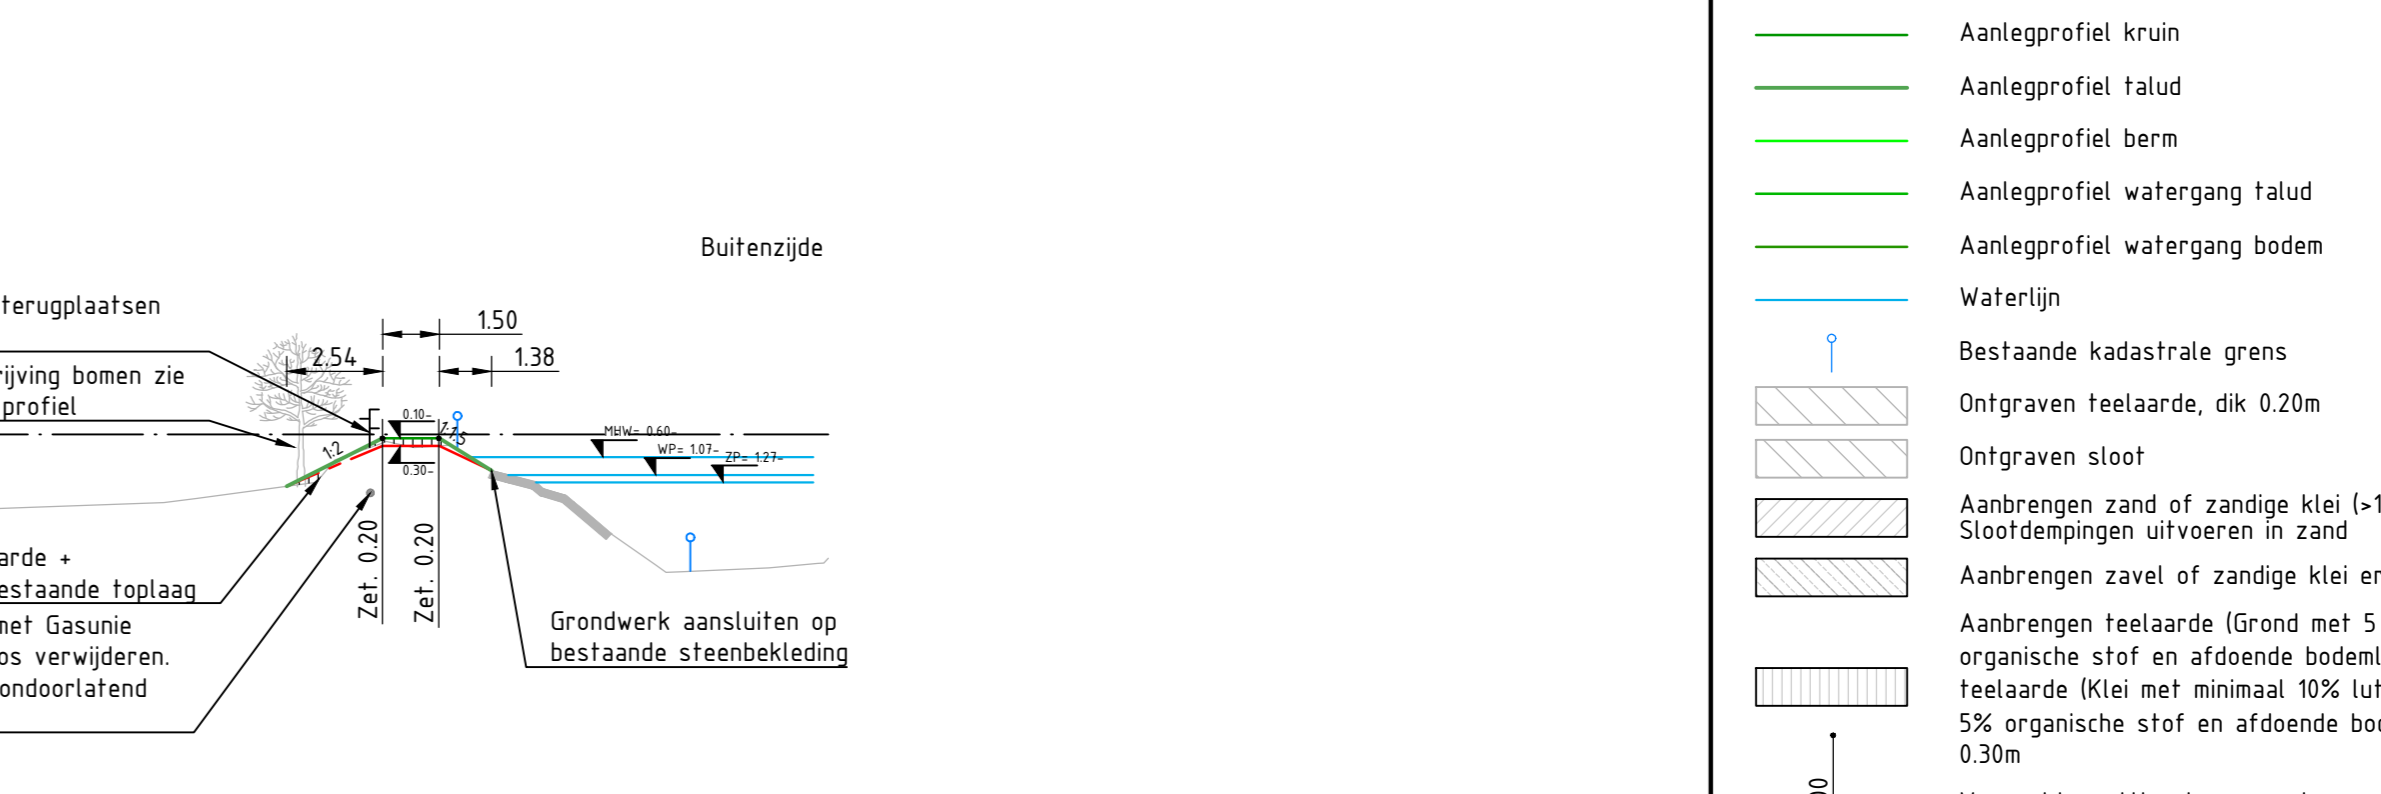 Buitenzijde
terugplaatsen
1.50
2.54
1.38
rijving bomen zie
profiel
0.10-
1:2
1:1.5
0.30-
MHW= 0.60-
WP= 1.07-
ZP= 1.27-
Zet. 0.20
Zet. 0.20
arde +
estaande toplaag
met Gasunie
os verwijderen.
ondoorlatend
Grondwerk aansluiten op
bestaande steenbekleding
Aanlegprofiel kruin
Aanlegprofiel talud
Aanlegprofiel berm
Aanlegprofiel watergang talud
Aanlegprofiel watergang bodem
Waterlijn
Bestaande kadastrale grens
Ontgraven teelaarde, dik 0.20m
Ontgraven sloot
Aanbrengen zand of zandige klei (>1
Slootdempingen uitvoeren in zand
Aanbrengen zavel of zandige klei en
Aanbrengen teelaarde (Grond met 5
organische stof en afdoende bodeml
teelaarde (Klei met minimaal 10% lut
5% organische stof en afdoende bod
0.30m